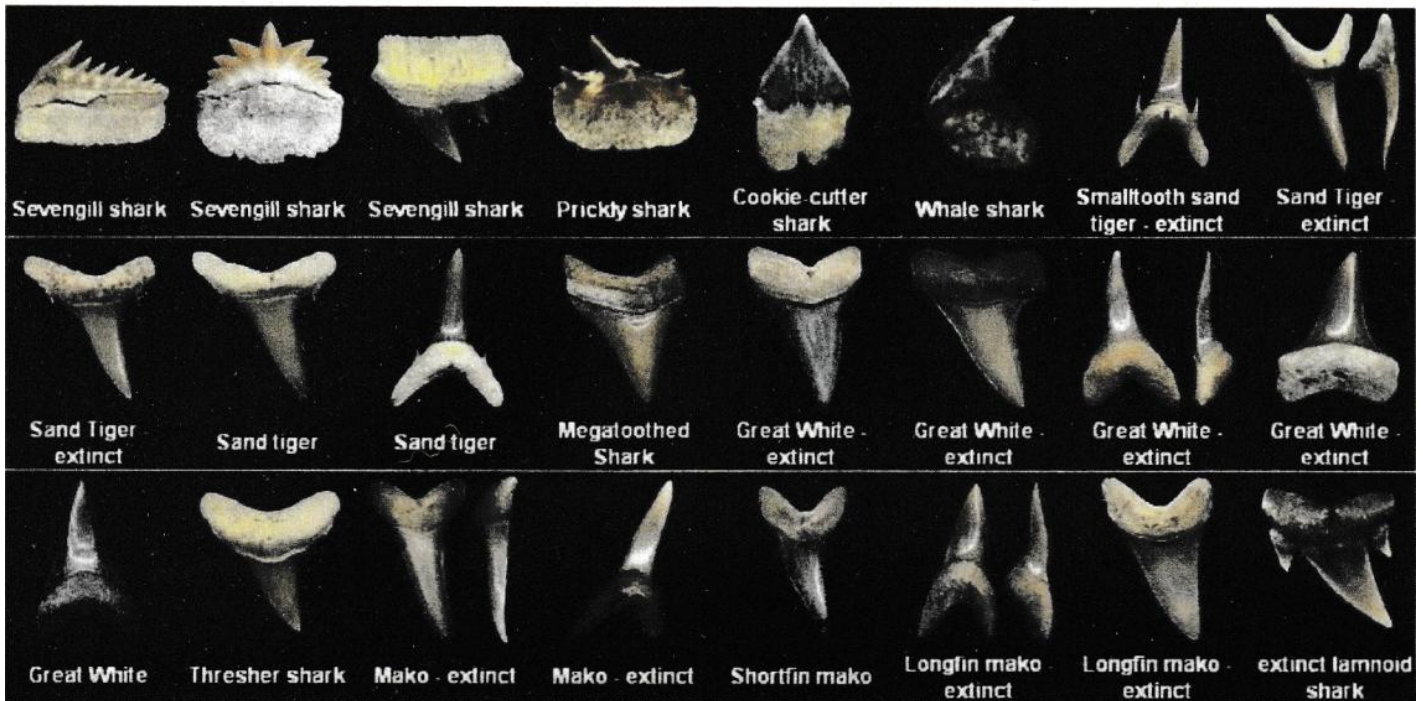 Sevengill shark
Sevengill shark
Sevengill shark
Prickly shark
Cookie-cutter
shark
Whale shark
Smalltooth sand
tiger - extinct
Sand Tiger -
extinct
Sand Tiger -
extinct
Sand tiger
Sand tiger
Megatoothed
Shark
Great White -
extinct
Great White -
extinct
Great White -
extinct
Great White -
extinct
Great White
Thresher shark
Mako - extinct
Mako - extinct
Shortfin mako
Longfin mako -
extinct
Longfin mako -
extinct
extinct lamnoid
shark